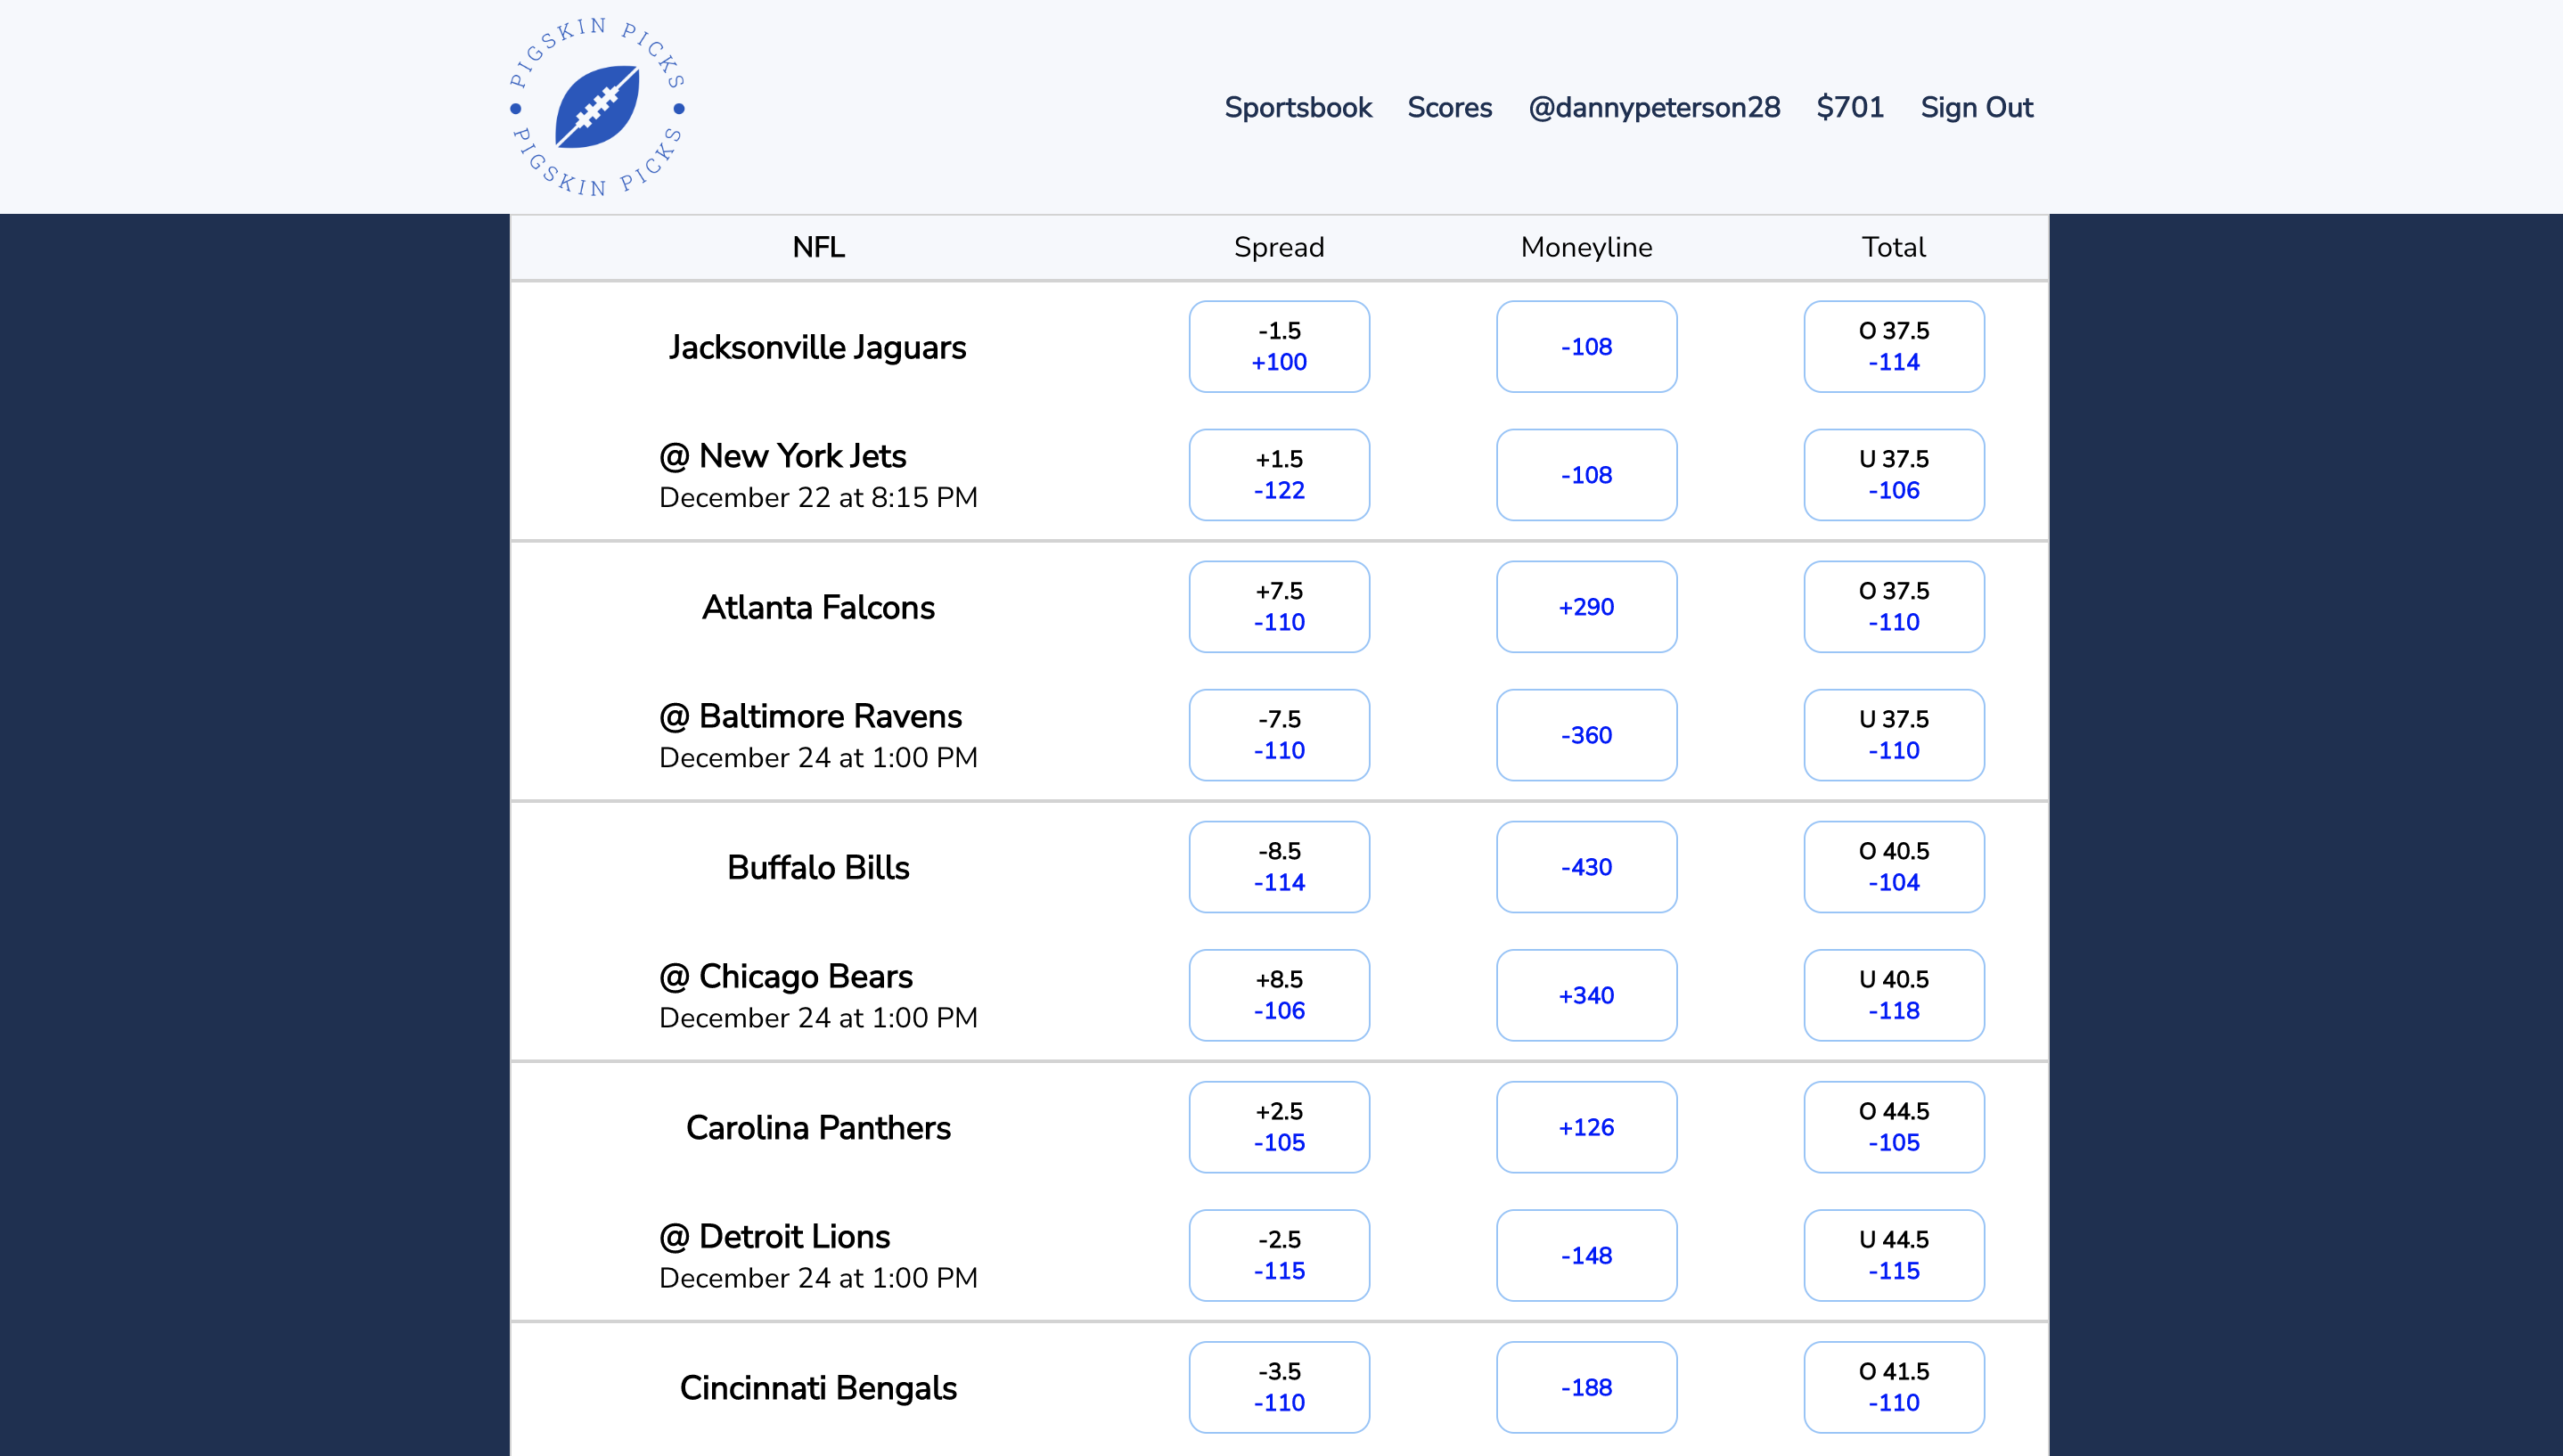 PIGSKIN PICKS
PIGSKIN PICKS
Sportsbook Scores @dannypeterson28 $701 Sign Out
NFL Spread Moneyline Total
Jacksonville Jaguars
-1.5
+100
-108
O 37.5
-114
@ New York Jets
December 22 at 8:15 PM
+1.5
-122
-108
U 37.5
-106
Atlanta Falcons
+7.5
-110
+290
O 37.5
-110
@ Baltimore Ravens
December 24 at 1:00 PM
-7.5
-110
-360
U 37.5
-110
Buffalo Bills
-8.5
-114
-430
O 40.5
-104
@ Chicago Bears
December 24 at 1:00 PM
+8.5
-106
+340
U 40.5
-118
Carolina Panthers
+2.5
-105
+126
O 44.5
-105
@ Detroit Lions
December 24 at 1:00 PM
-2.5
-115
-148
U 44.5
-115
Cincinnati Bengals
-3.5
-110
-188
O 41.5
-110